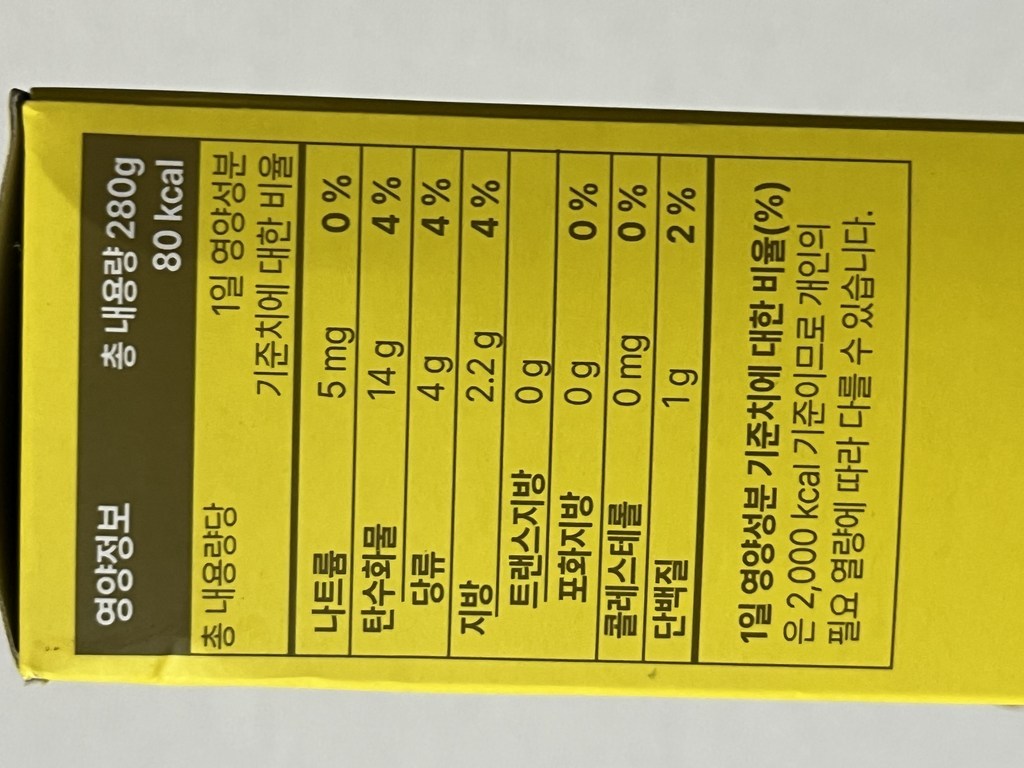 영양정보 총 내용량 280g
80 kcal
총 내용량당 1일 영양성분
기준치에 대한 비율
나트륨 5 mg 0 %
탄수화물 14 g 4 %
당류 4 g 4 %
지방 2.2 g 4 %
트랜스지방 0 g
포화지방 0 g 0 %
콜레스테롤 0 mg 0 %
단백질 1 g 2 %
1일 영양성분 기준치에 대한 비율(%)
은 2,000 kcal 기준이므로 개인의
필요 열량에 따라 다를 수 있습니다.